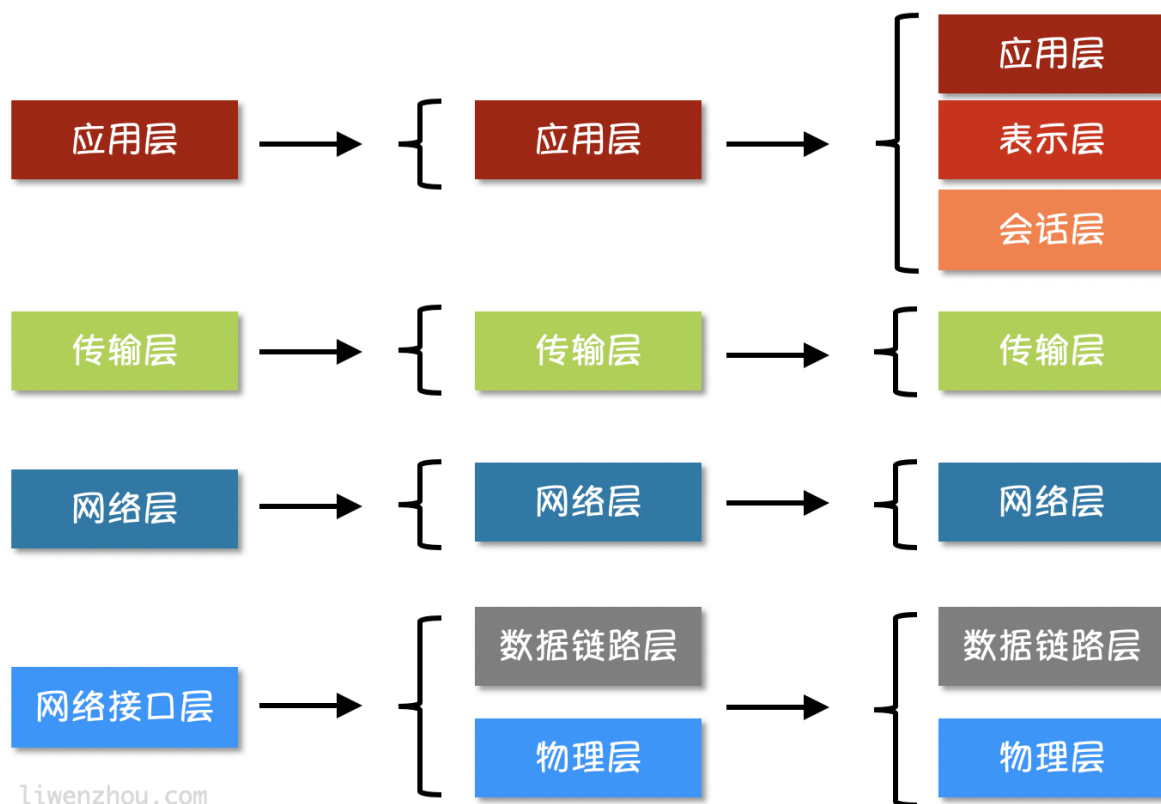 应用层
传输层
网络层
网络接口层
应用层
传输层
网络层
数据链路层
物理层
应用层
表示层
会话层
传输层
网络层
数据链路层
物理层
liwenzhou.com